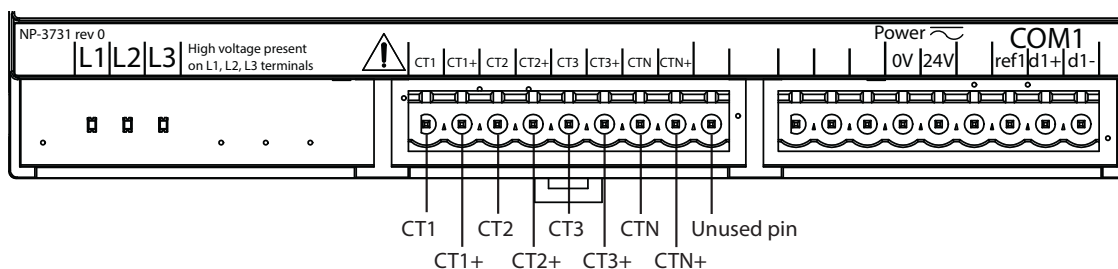 NP-3731 rev 0
L1 L2 L3
High voltage present
on L1, L2, L3 terminals
CT1 CT1+ CT2 CT2+ CT3 CT3+ CTN CTN+
Power
0V 24V
COM1
ref1 d1+ d1-
CT1 CT2 CT3 CTN Unused pin
CT1+ CT2+ CT3+ CTN+